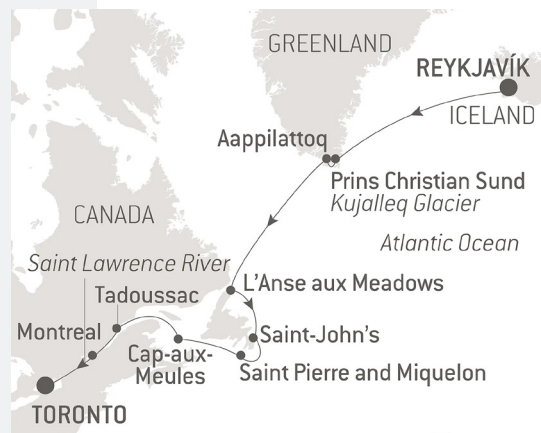 GREENLAND
REYKJAVÍK
ICELAND
Aappilattoq
Prins Christian Sund
Kujalleq Glacier
CANADA
Atlantic Ocean
Saint Lawrence River
L'Anse aux Meadows
Tadoussac
Montreal
Saint-John's
Cap-aux-
Meules
Saint Pierre and Miquelon
TORONTO